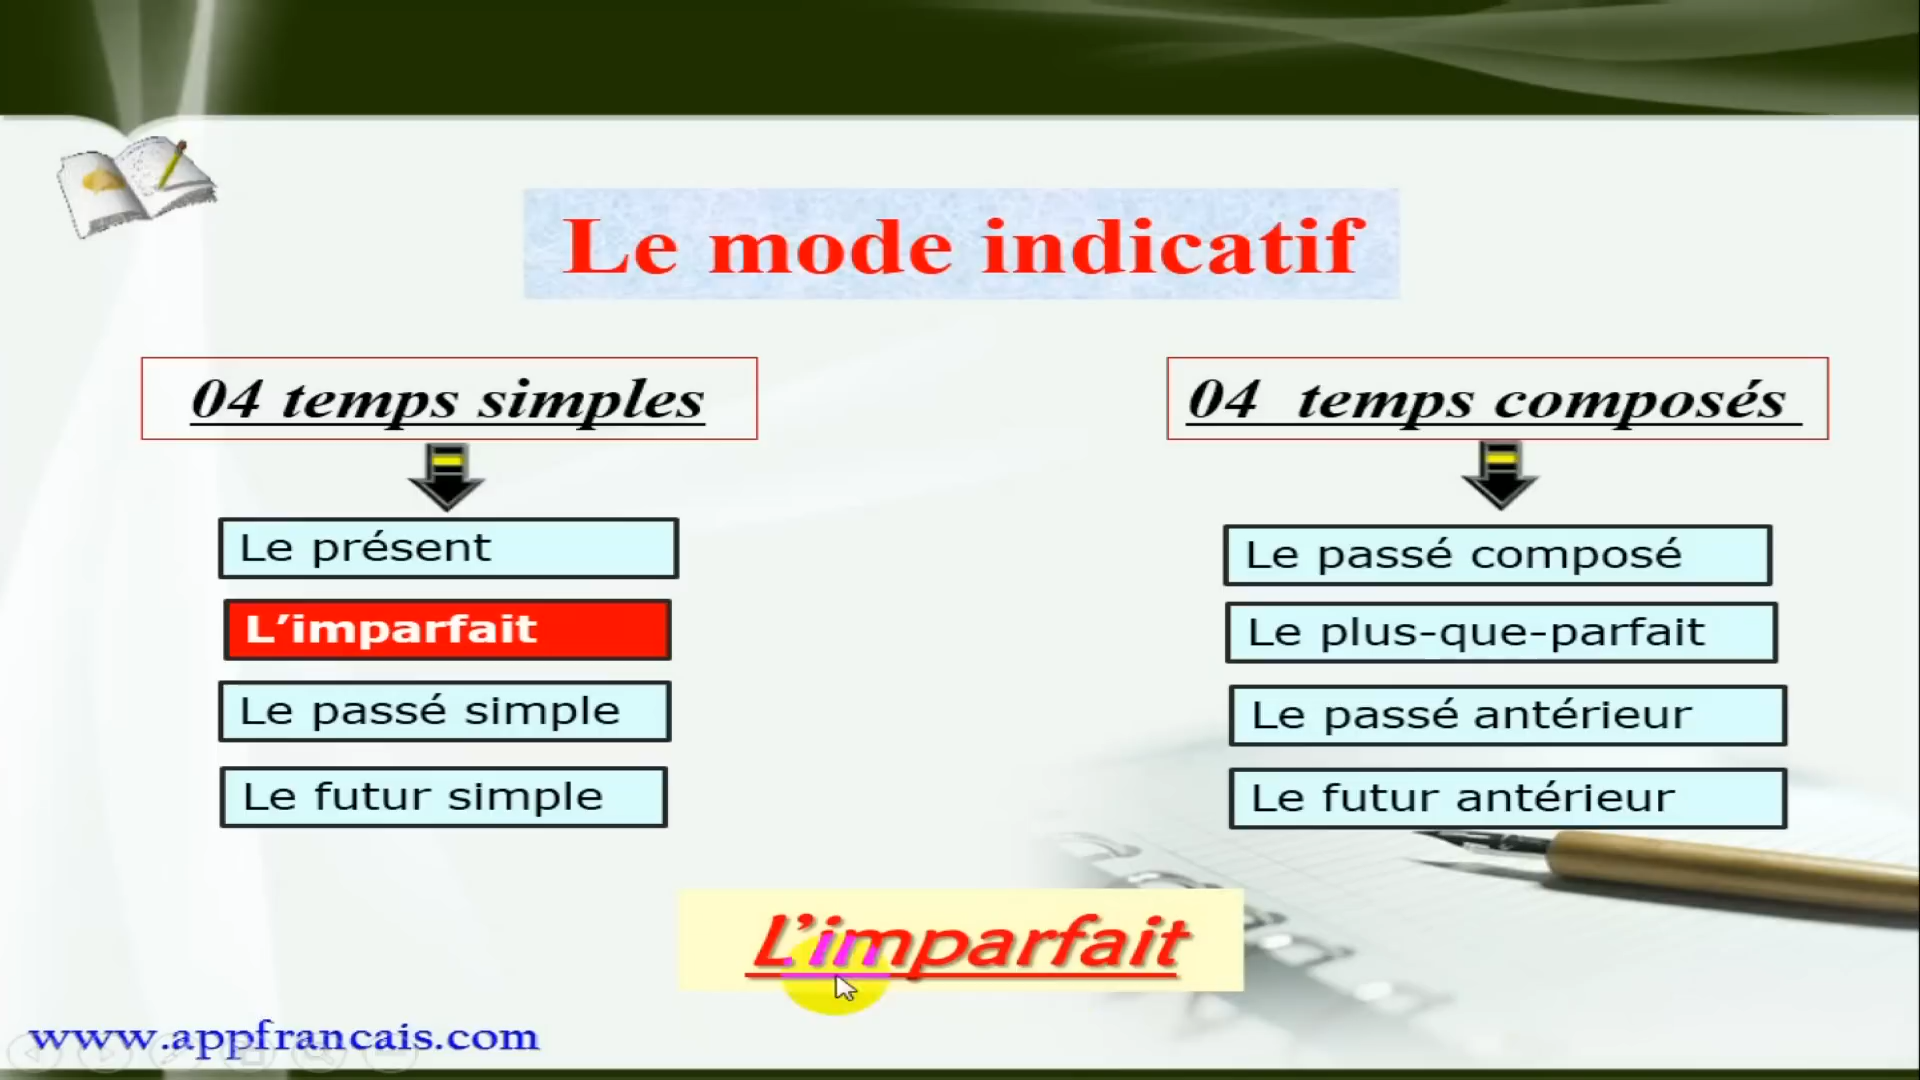 Le mode indicatif
04 temps simples
Le présent
L’imparfait
Le passé simple
Le futur simple
04 temps composés
Le passé composé
Le plus-que-parfait
Le passé antérieur
Le futur antérieur
L’imparfait
www.appfrancais.com